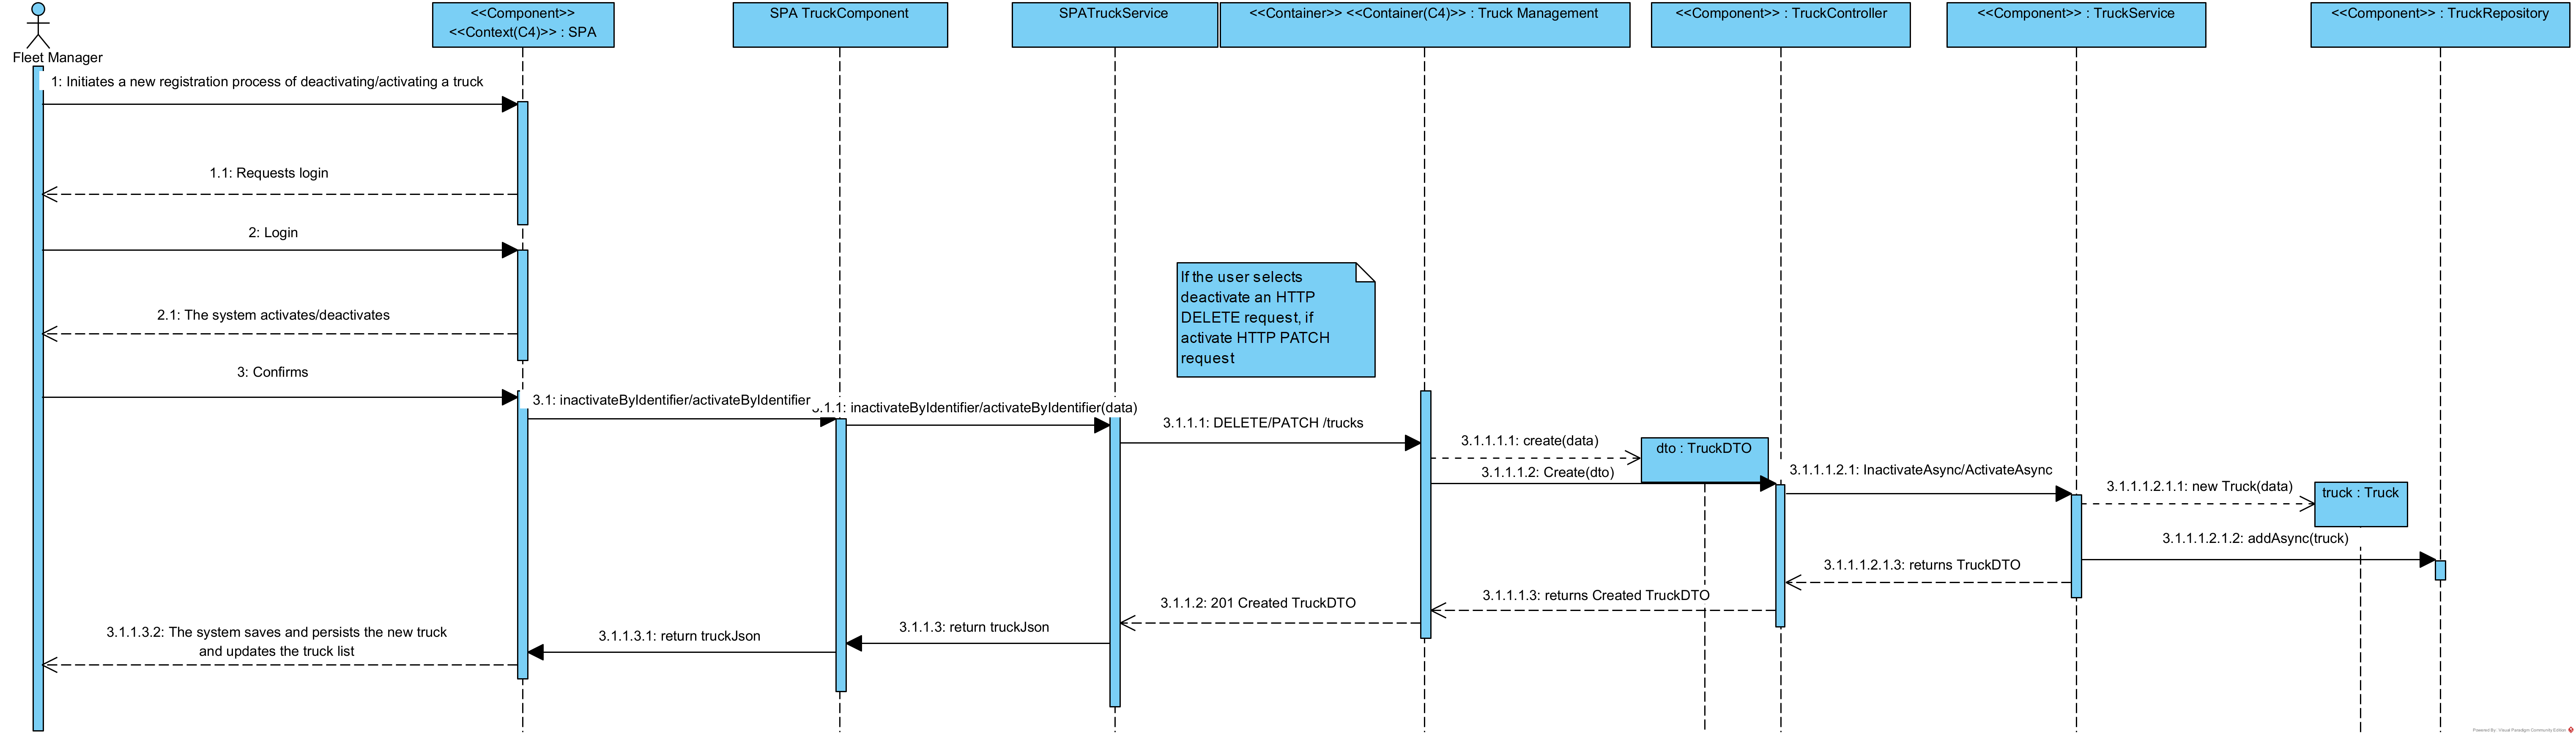 Fleet Manager
<<Component>>
<<Context(C4)>> : SPA
SPA TruckComponent
SPATruckService
<<Container>> <<Container(C4)>> : Truck Management
<<Component>> : TruckController
<<Component>> : TruckService
<<Component>> : TruckRepository
1: Initiates a new registration process of deactivating/activating a truck
1.1: Requests login
2: Login
If the user selects
deactivate an HTTP
DELETE request, if
activate HTTP PATCH
request
2.1: The system activates/deactivates
3: Confirms
3.1: inactivateByIdentifier/activateByIdentifier
3.1.1: inactivateByIdentifier/activateByIdentifier(data)
3.1.1.1: DELETE/PATCH /trucks
3.1.1.1.1: create(data)
dto : TruckDTO
3.1.1.1.2: Create(dto)
3.1.1.1.2.1: InactivateAsync/ActivateAsync
3.1.1.1.2.1.1: new Truck(data)
truck : Truck
3.1.1.1.2.1.2: addAsync(truck)
3.1.1.1.2.1.3: returns TruckDTO
3.1.1.1.3: returns Created TruckDTO
3.1.1.2: 201 Created TruckDTO
3.1.1.3: return truckJson
3.1.1.3.1: return truckJson
3.1.1.3.2: The system saves and persists the new truck
and updates the truck list
Powered By: Visual Paradigm Community Edition